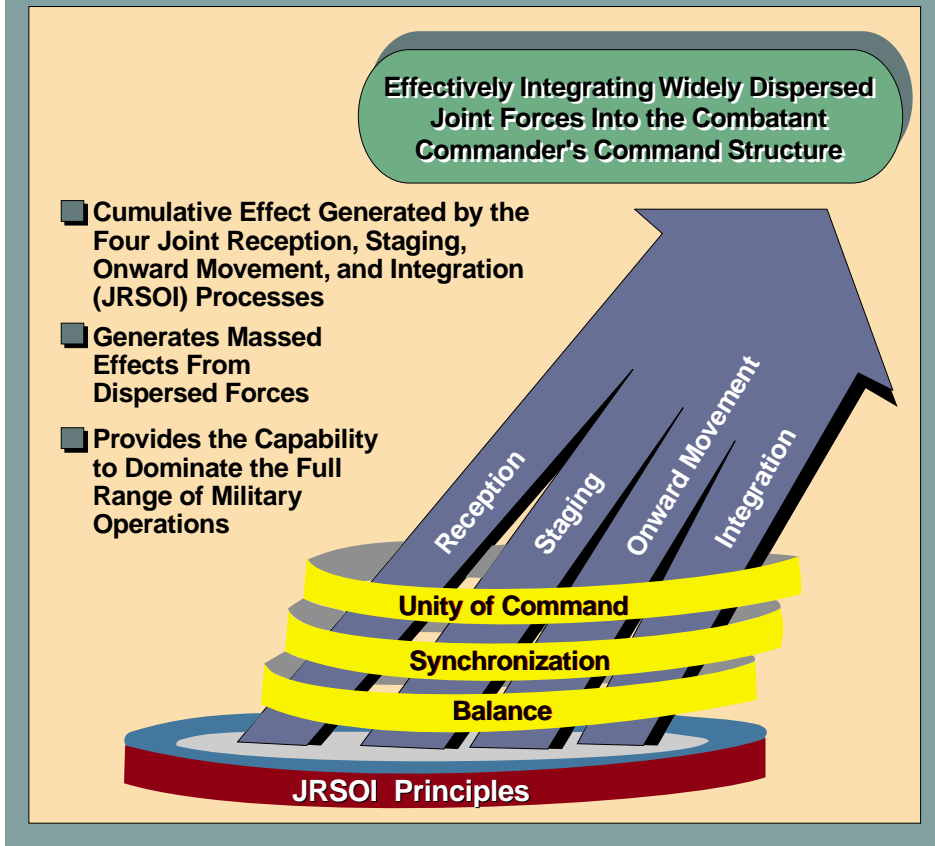 Effectively Integrating Widely Dispersed
Joint Forces Into the Combatant
Commander's Command Structure
Cumulative Effect Generated by the
Four Joint Reception, Staging,
Onward Movement, and Integration
(JRSOI) Processes
Generates Massed
Effects From
Dispersed Forces
Provides the Capability
to Dominate the Full
Range of Military
Operations
Reception
Staging
Onward Movement
Integration
Unity of Command
Synchronization
Balance
JRSOI Principles